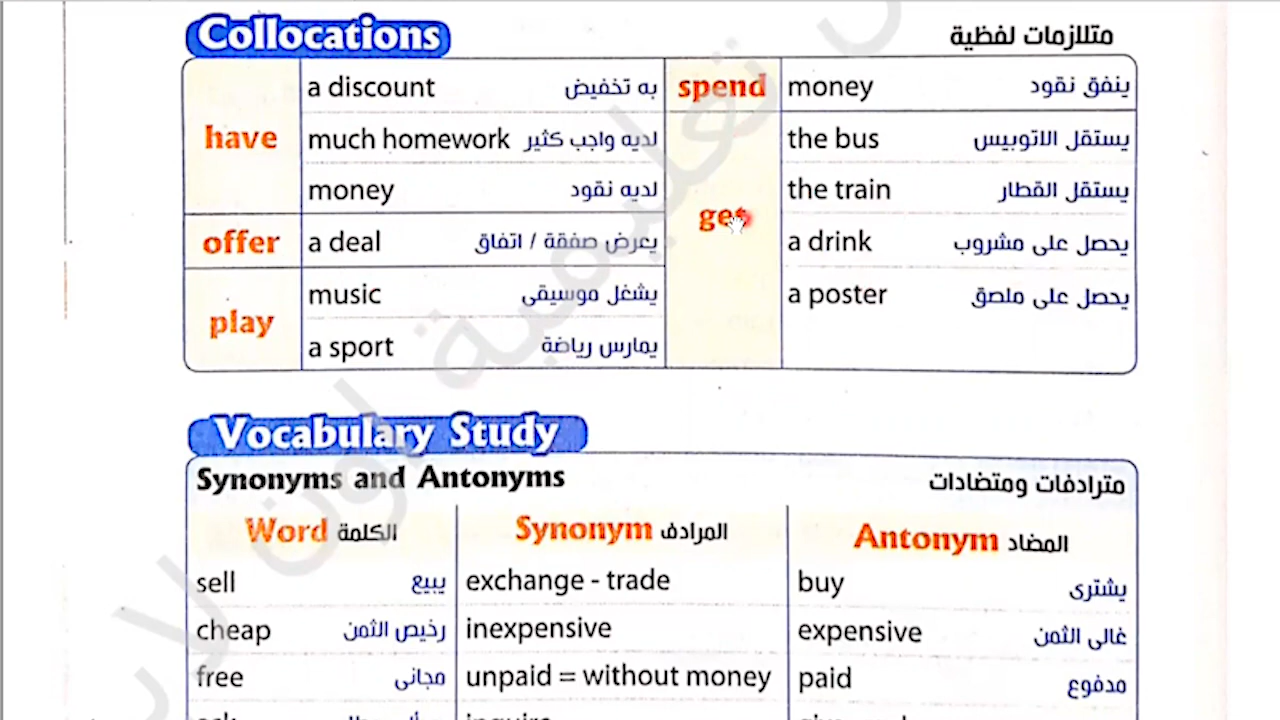 Collocations متلازمات لفظية
have
a discount به تخفيض
much homework لديه واجب كثير
money لديه نقود
offer
a deal يعرض صفقة / اتفاق
play
music يشغل موسيقى
a sport يمارس رياضة
spend
money ينفق نقود
get
the bus يستقل الاتوبيس
the train يستقل القطار
a drink يحصل على مشروب
a poster يحصل على ملصق
Vocabulary Study
Synonyms and Antonyms مترادفات ومتضادات
Word الكلمة Synonym المرادف Antonym المضاد
sell يبيع exchange - trade buy يشترى
cheap رخيص الثمن inexpensive expensive غالى الثمن
free مجانى unpaid = without money paid مدفوع